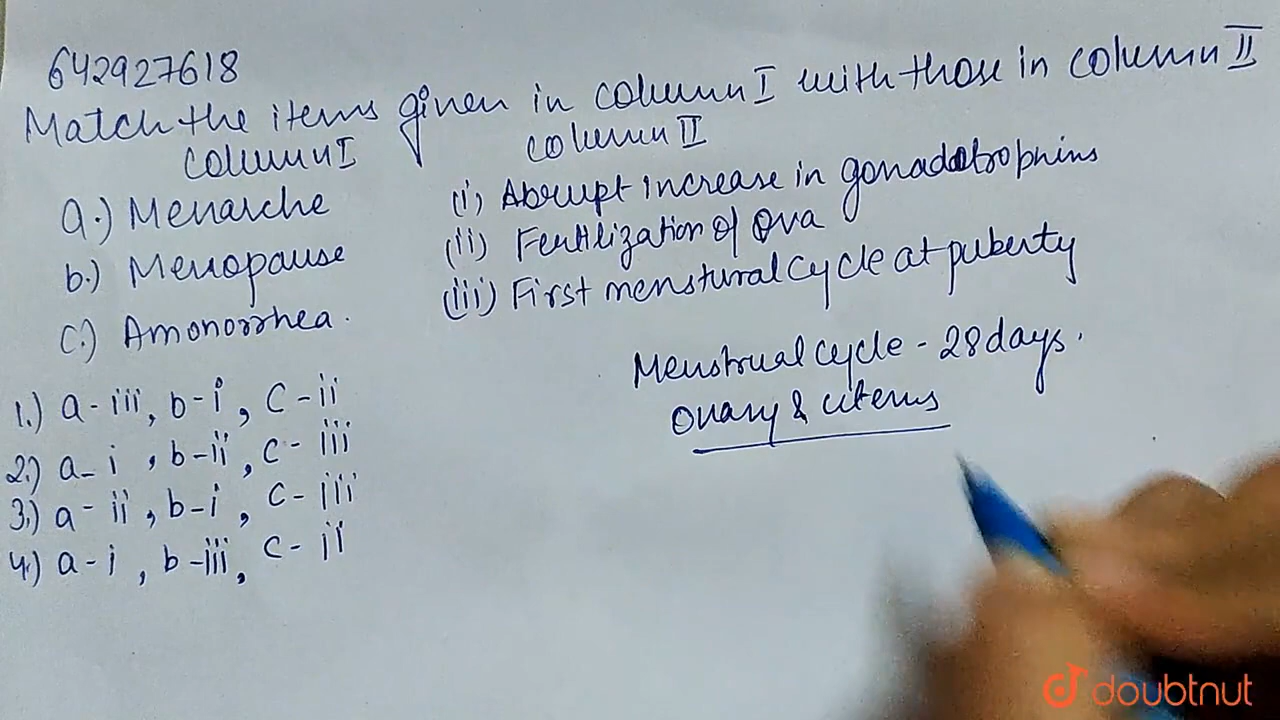 642927618
Match the items given in column I with those in column II
column I column II
a.) Menarche (i) Abrupt increase in gonadotrophins
b.) Menopause (ii) Fertilization of Ova
c.) Amonorrhea. (iii) First menstural cycle at puberty
Menstrual cycle - 28 days.
Ovary & uterus
1.) a - iii, b - i, c - ii
2.) a - i, b - ii, c - iii
3.) a - ii, b - i, c - iii
4.) a - i, b - iii, c - ii
doubtnut